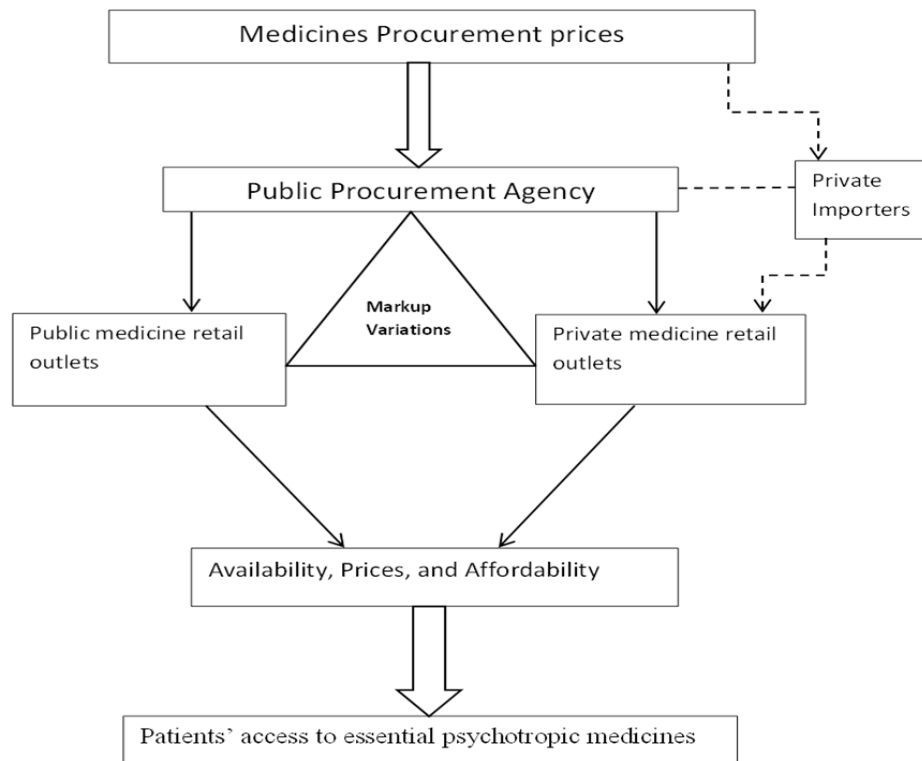 Medicines Procurement prices
Public Procurement Agency
Private
Importers
Markup
Variations
Public medicine retail
outlets
Private medicine retail
outlets
Availability, Prices, and Affordability
Patients’ access to essential psychotropic medicines